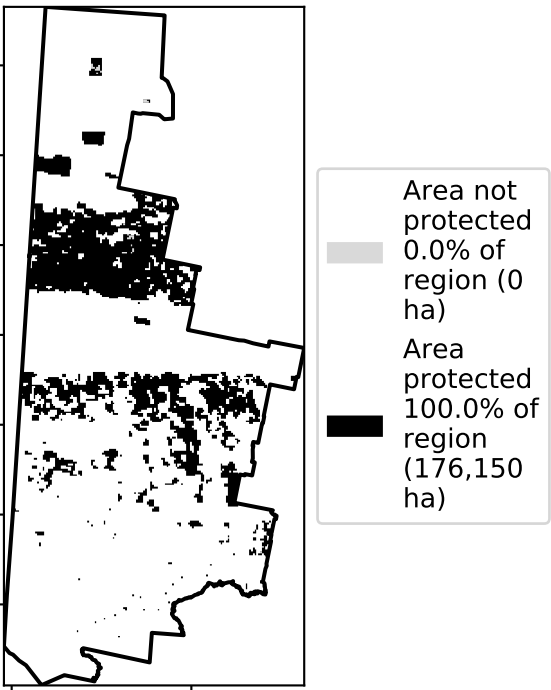 Area not
protected
0.0% of
region (0
ha)
Area
protected
100.0% of
region
(176,150
ha)